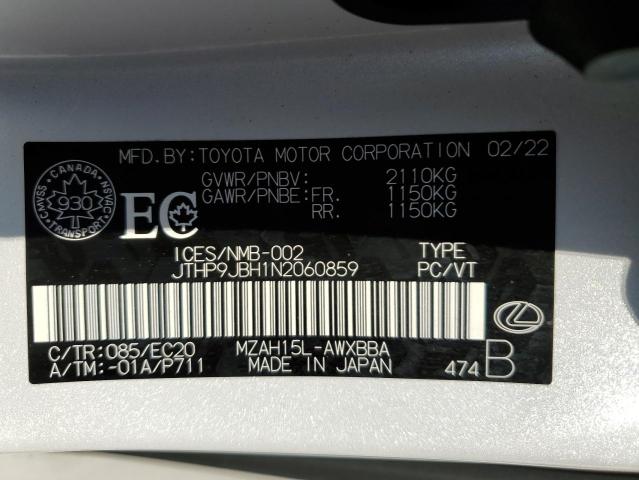 MFD.BY:TOYOTA MOTOR CORPORATION 02/22
GVWR/PNBV: 2110KG
GAWR/PNBE:FR. 1150KG
RR. 1150KG
CANADA
CMVSS NSVAC
930
EC
ICES/NMB-002 TYPE
JTHP9JBH1N2060859 PC/VT
C/TR:085/EC20 MZAH15L-AWXBBA
A/TM:-01A/P711 MADE IN JAPAN 474 B